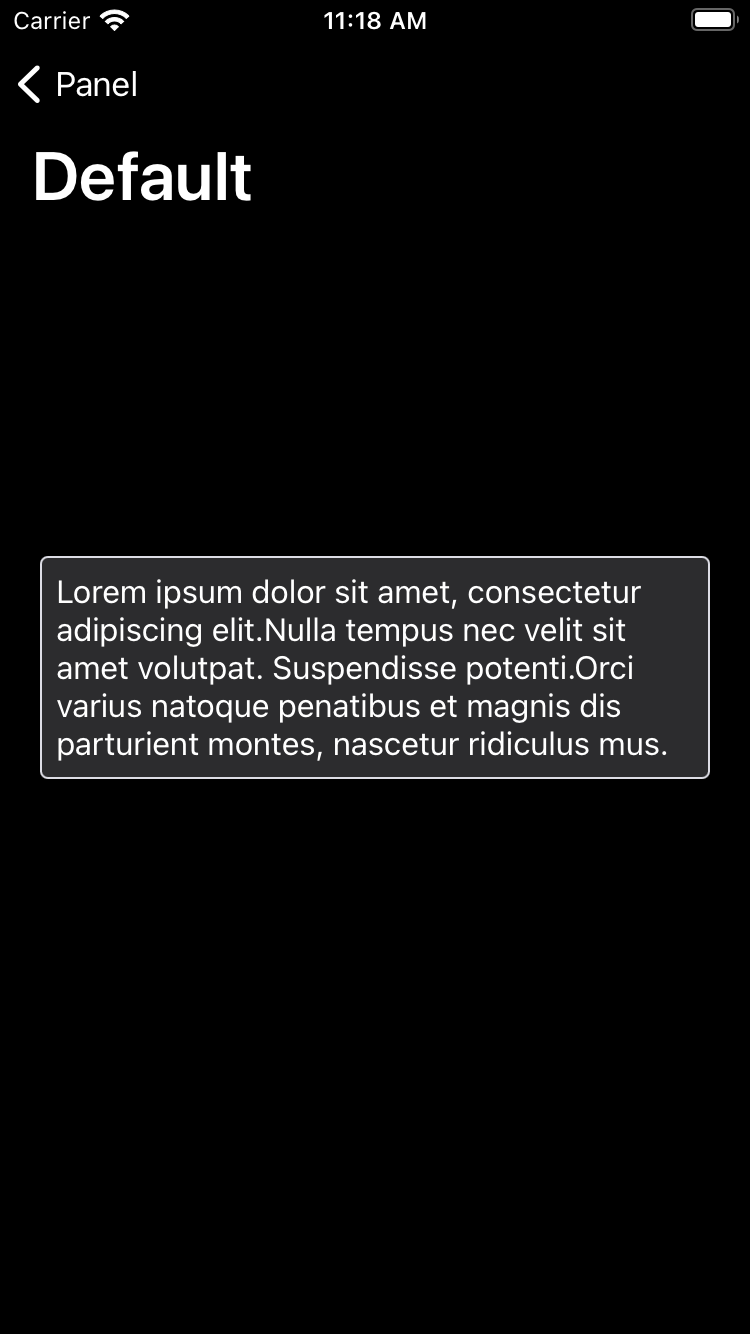 Carrier
11:18 AM
Panel
Default
Lorem ipsum dolor sit amet, consectetur
adipiscing elit.Nulla tempus nec velit sit
amet volutpat. Suspendisse potenti.Orci
varius natoque penatibus et magnis dis
parturient montes, nascetur ridiculus mus.